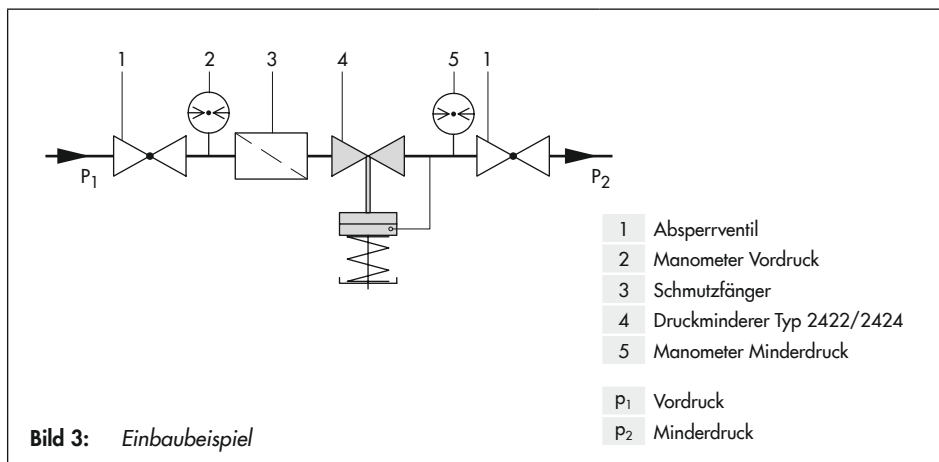 1 2 3 4 5 1
P₁ P₂
1 Absperrventil
2 Manometer Vordruck
3 Schmutzfänger
4 Druckminderer Typ 2422/2424
5 Manometer Minderdruck
p₁ Vordruck
p₂ Minderdruck
Bild 3: Einbaubeispiel